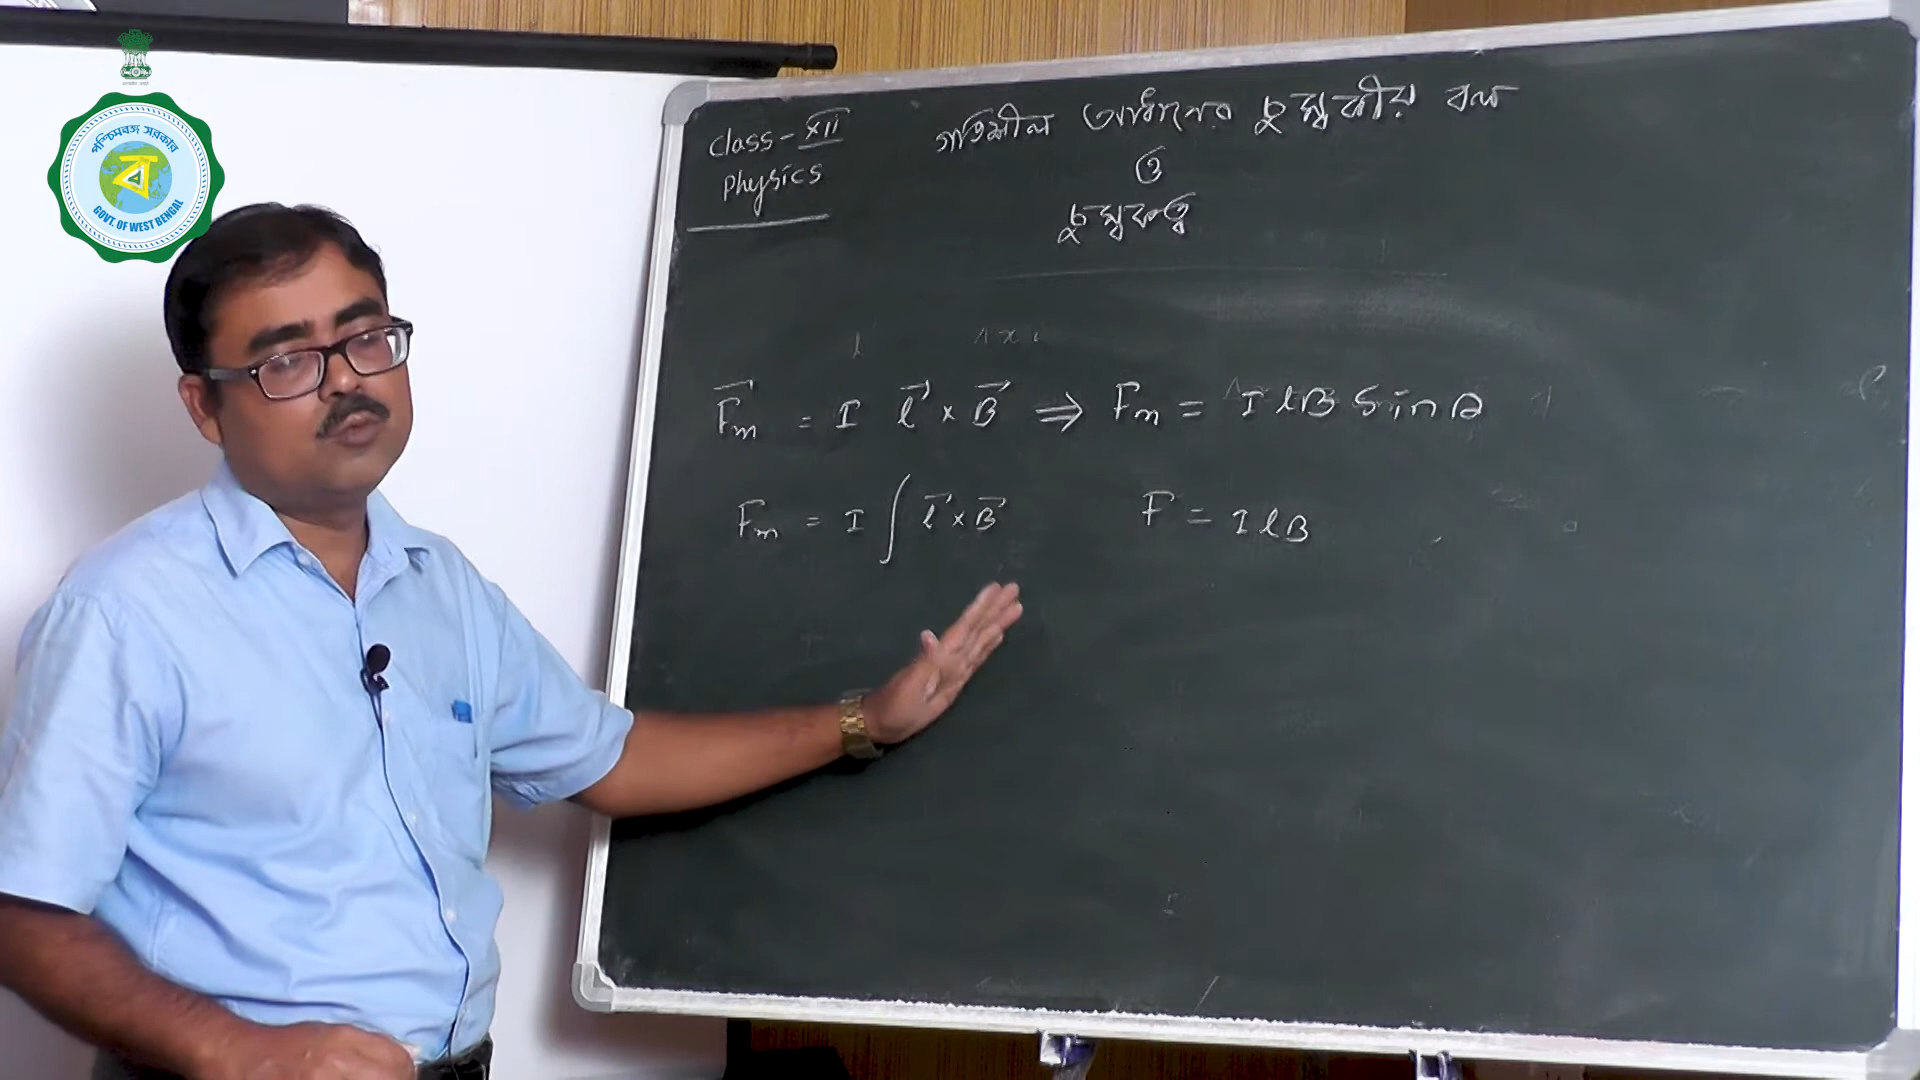 পশ্চিমবঙ্গ সরকার
ব
GOVT. OF WEST BENGAL
class - XII
Physics
গতিশীল আধানের চুম্বকীয় বল
ও
চুম্বকত্ব
F⃗m = I l⃗ × B⃗ ⇒ Fm = I l B Sin θ
Fm = I ∫ l⃗ × B⃗
F = I l B